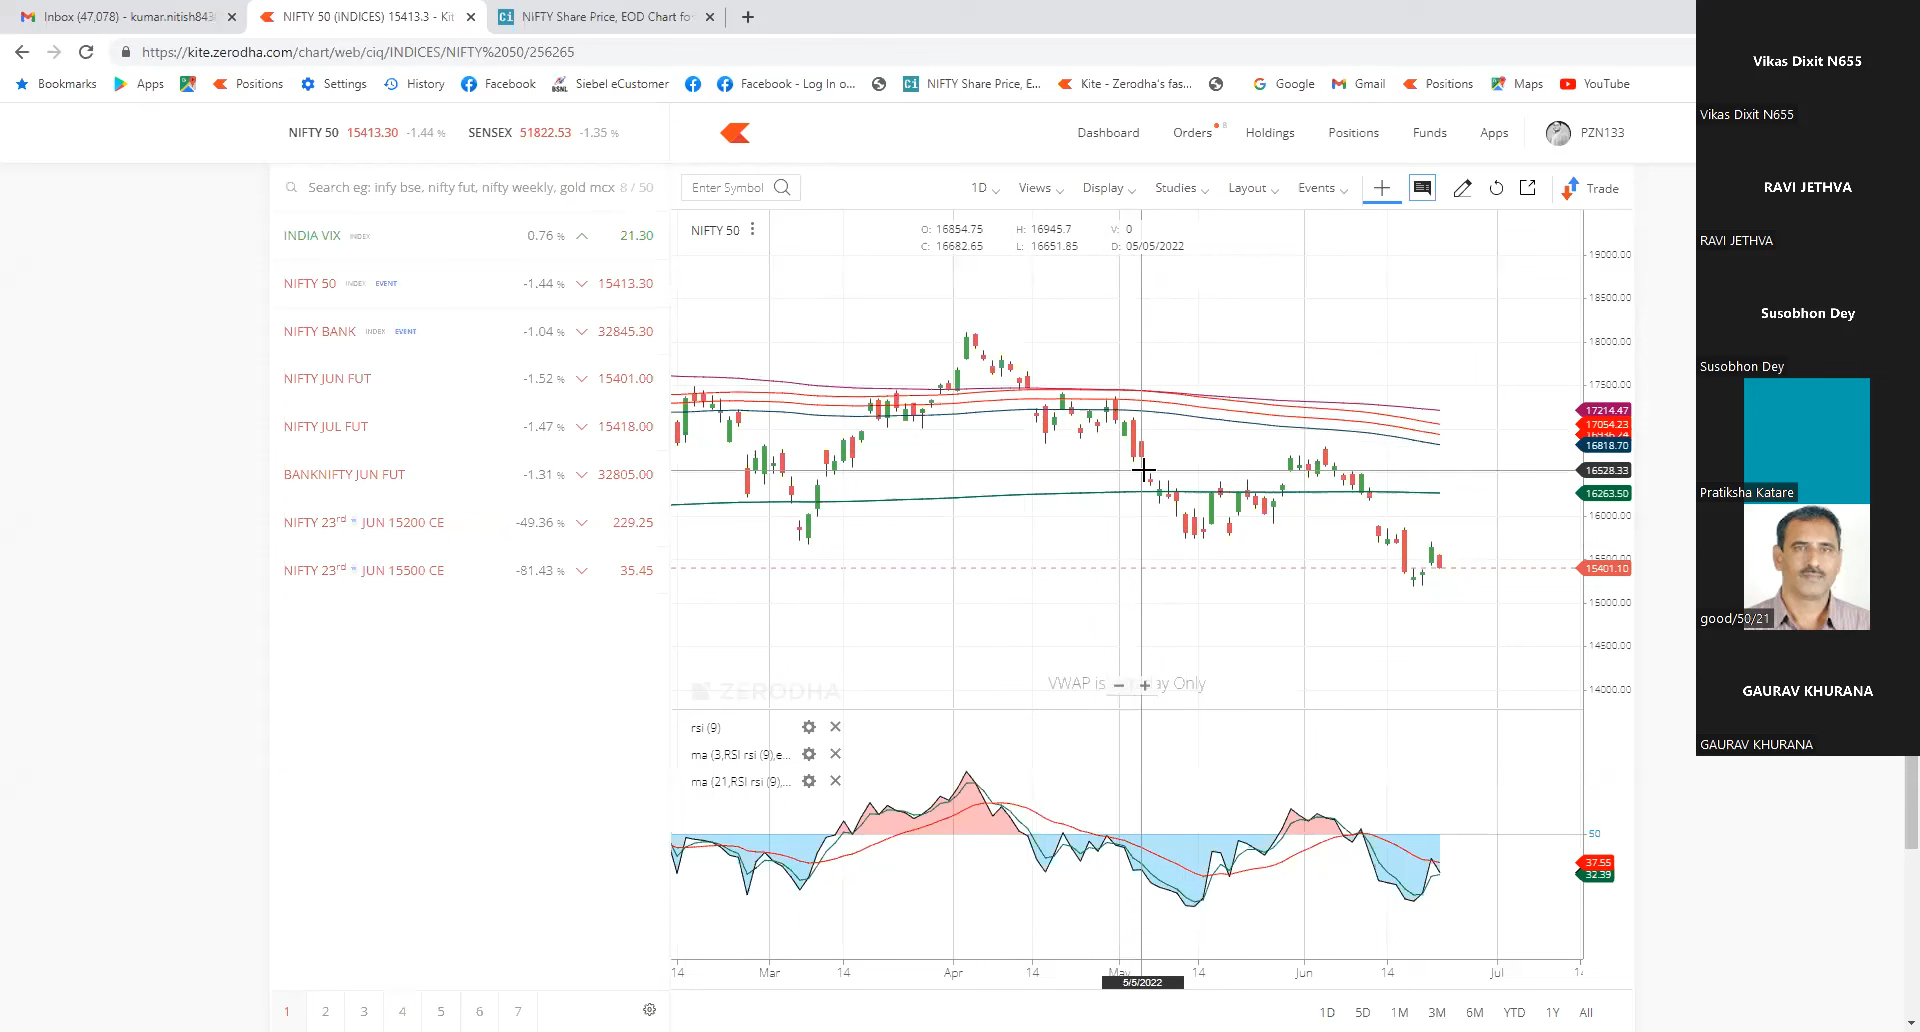 Inbox (47,078) - kumar.nitish843
NIFTY 50 (INDICES) 15413.3 - Kit
NIFTY Share Price, EOD Chart fo
https://kite.zerodha.com/chart/web/ciq/INDICES/NIFTY%2050/256265
Bookmarks Apps Positions Settings History Facebook Siebel eCustomer Facebook - Log In o... NIFTY Share Price, E... Kite - Zerodha's fas... Google Gmail Positions Maps YouTube
NIFTY 50 15413.30 -1.44 % SENSEX 51822.53 -1.35 %
Dashboard Orders 8 Holdings Positions Funds Apps PZN133
Search eg: infy bse, nifty fut, nifty weekly, gold mcx 8 / 50
INDIA VIX INDEX 0.76 % 21.30
NIFTY 50 INDEX EVENT -1.44 % 15413.30
NIFTY BANK INDEX EVENT -1.04 % 32845.30
NIFTY JUN FUT -1.52 % 15401.00
NIFTY JUL FUT -1.47 % 15418.00
BANKNIFTY JUN FUT -1.31 % 32805.00
NIFTY 23rd w JUN 15200 CE -49.36 % 229.25
NIFTY 23rd w JUN 15500 CE -81.43 % 35.45
1 2 3 4 5 6 7
Enter Symbol 1D Views Display Studies Layout Events Trade
NIFTY 50
O: 16854.75 H: 16945.7 V: 0
C: 16682.65 L: 16651.85 D: 05/05/2022
19000.00
18500.00
18000.00
17500.00
17214.47
17054.23
16818.70
16528.33
16263.50
16000.00
15401.10
15000.00
14500.00
14000.00
ZERODHA
VWAP is ay Only
rsi (9)
ma (3,RSI rsi (9),e...
ma (21,RSI rsi (9),...
50
37.55
32.39
14 Mar 14 Apr 14 May 14 Jun 14 Jul
5/5/2022
1D 5D 1M 3M 6M YTD 1Y All
Vikas Dixit N655
Vikas Dixit N655
RAVI JETHVA
RAVI JETHVA
Susobhon Dey
Susobhon Dey
Pratiksha Katare
good/50/21
GAURAV KHURANA
GAURAV KHURANA